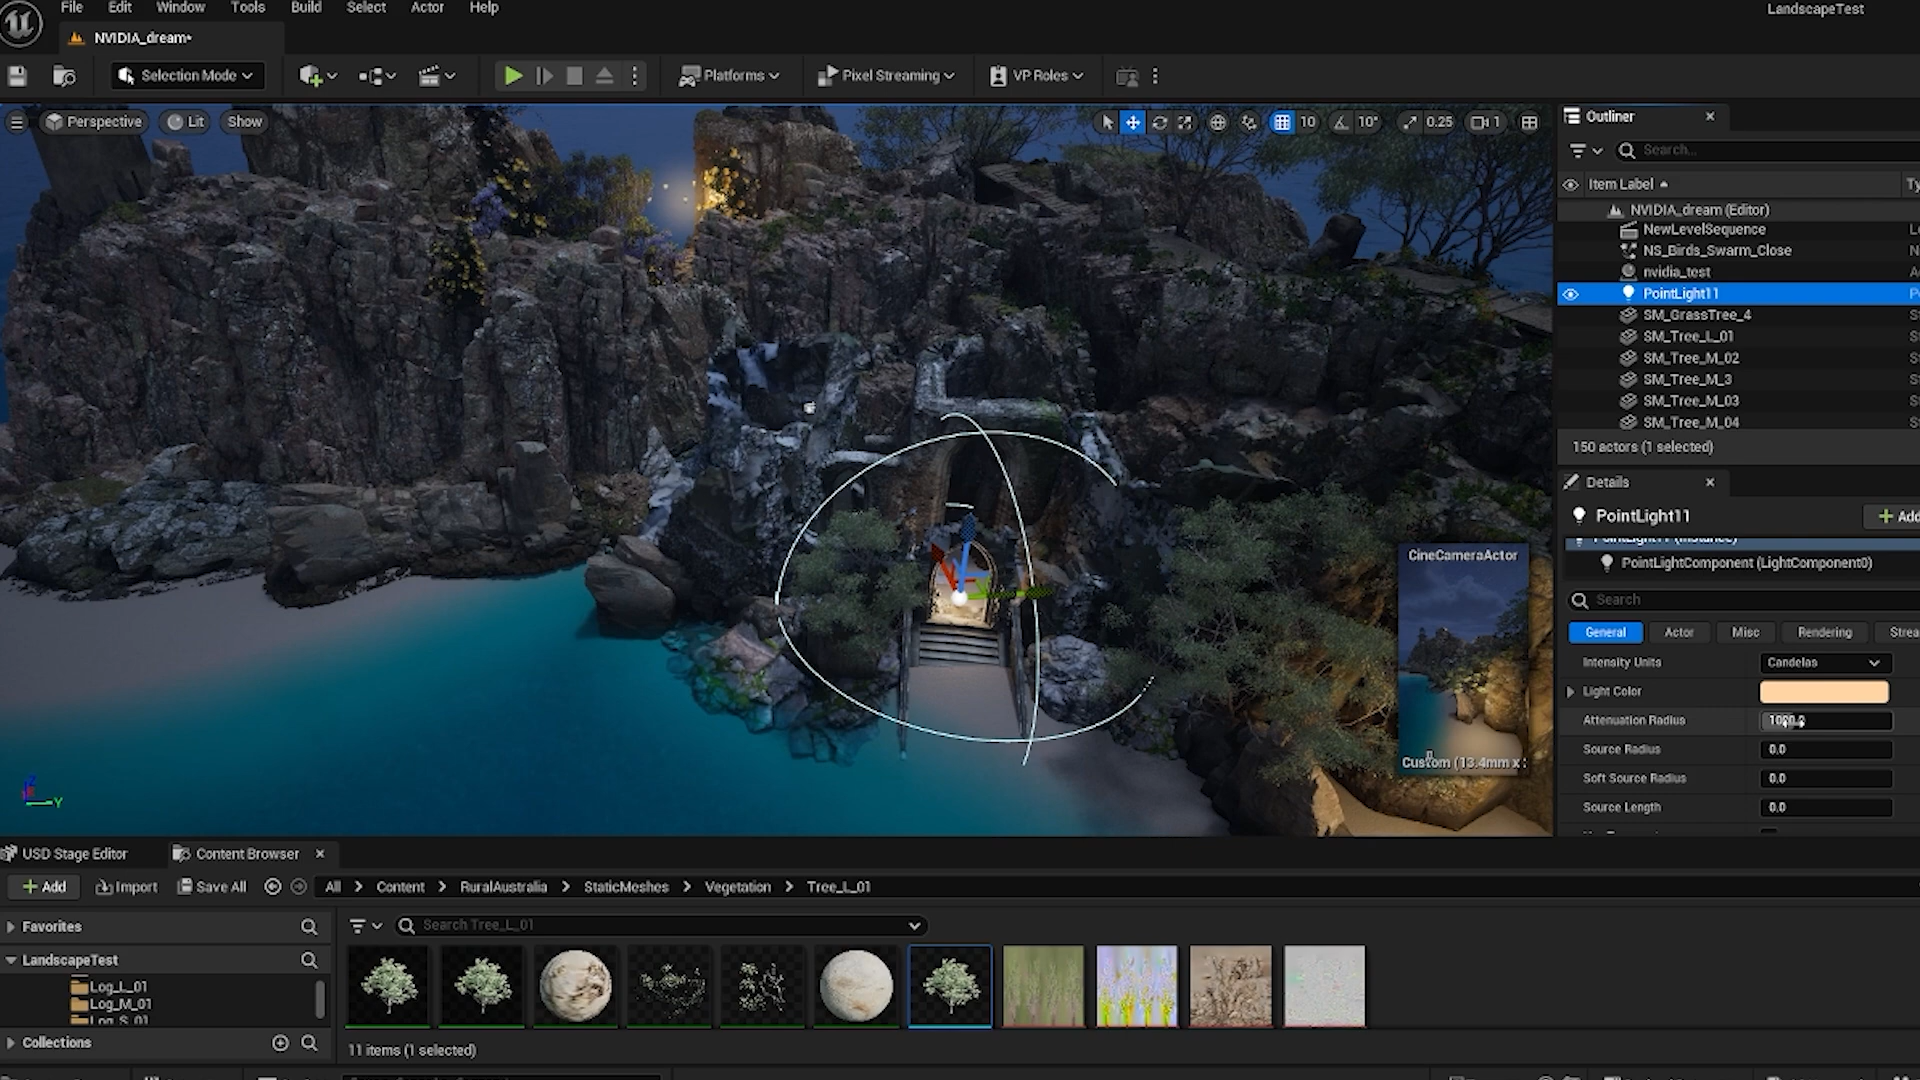 File Edit Window Tools Build Select Actor Help
LandscapeTest
NVIDIA_dream*
Selection Mode
Platforms
Pixel Streaming
VP Roles
Perspective
Lit
Show
10
10°
0.25
1
Outliner
Search...
Item Label
Ty
NVIDIA_dream (Editor)
NewLevelSequence
NS_Birds_Swarm_Close
nvidia_test
PointLight11
SM_GrassTree_4
SM_Tree_L_01
SM_Tree_M_02
SM_Tree_M_3
SM_Tree_M_03
SM_Tree_M_04
150 actors (1 selected)
Details
PointLight11
Add
PointLightComponent (LightComponent0)
Search
General Actor Misc Rendering Strea
Intensity Units Candelas
Light Color
Attenuation Radius
Source Radius 0.0
Soft Source Radius 0.0
Source Length 0.0
CineCameraActor
Custom (13.4mm x
Z
Y
USD Stage Editor
Content Browser
Add
Import
Save All
All > Content > RuralAustralia > StaticMeshes > Vegetation > Tree_L_01
Favorites
Search Tree_L_01
LandscapeTest
Log_L_01
Log_M_01
Log_S_01
Collections
11 items (1 selected)